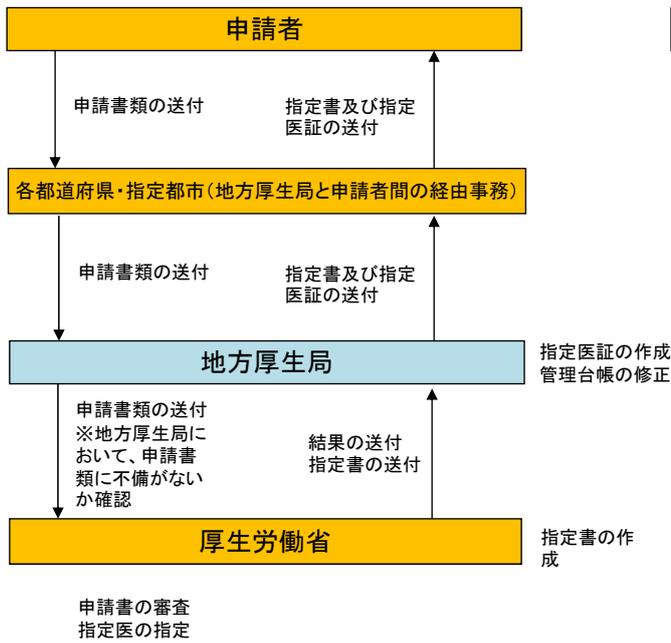 申請者
申請書類の送付
指定書及び指定
医証の送付
各都道府県・指定都市(地方厚生局と申請者間の経由事務)
申請書類の送付
指定書及び指定
医証の送付
地方厚生局
指定医証の作成
管理台帳の修正
申請書類の送付
※地方厚生局に
おいて、申請書
類に不備がない
か確認
結果の送付
指定書の送付
厚生労働省
指定書の作
成
申請書の審査
指定医の指定